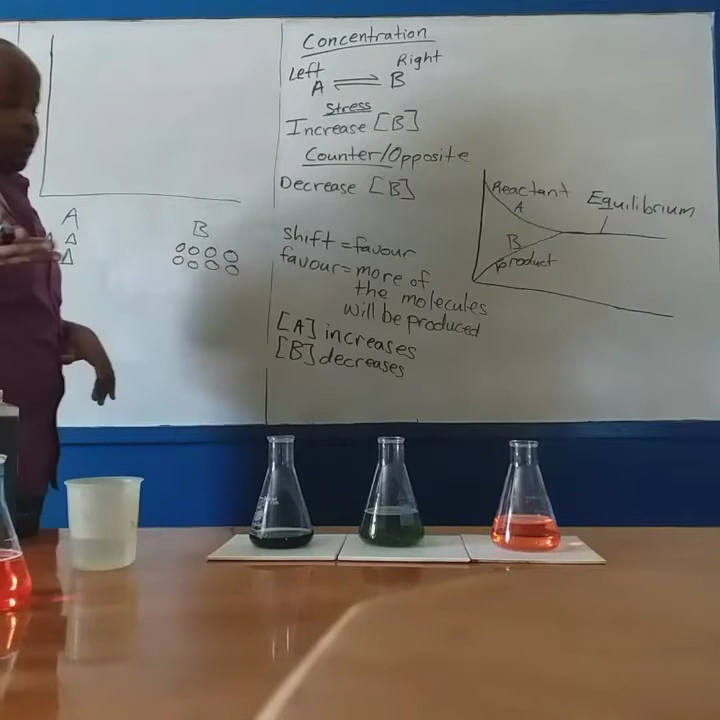 Concentration
Left Right
A ⇌ B
Stress
Increase [B]
Counter/Opposite
Decrease [B]
shift = favour
favour = more of
the molecules
will be produced
[A] increases
[B] decreases
A B
Reactant
A
Equilibrium
B
product